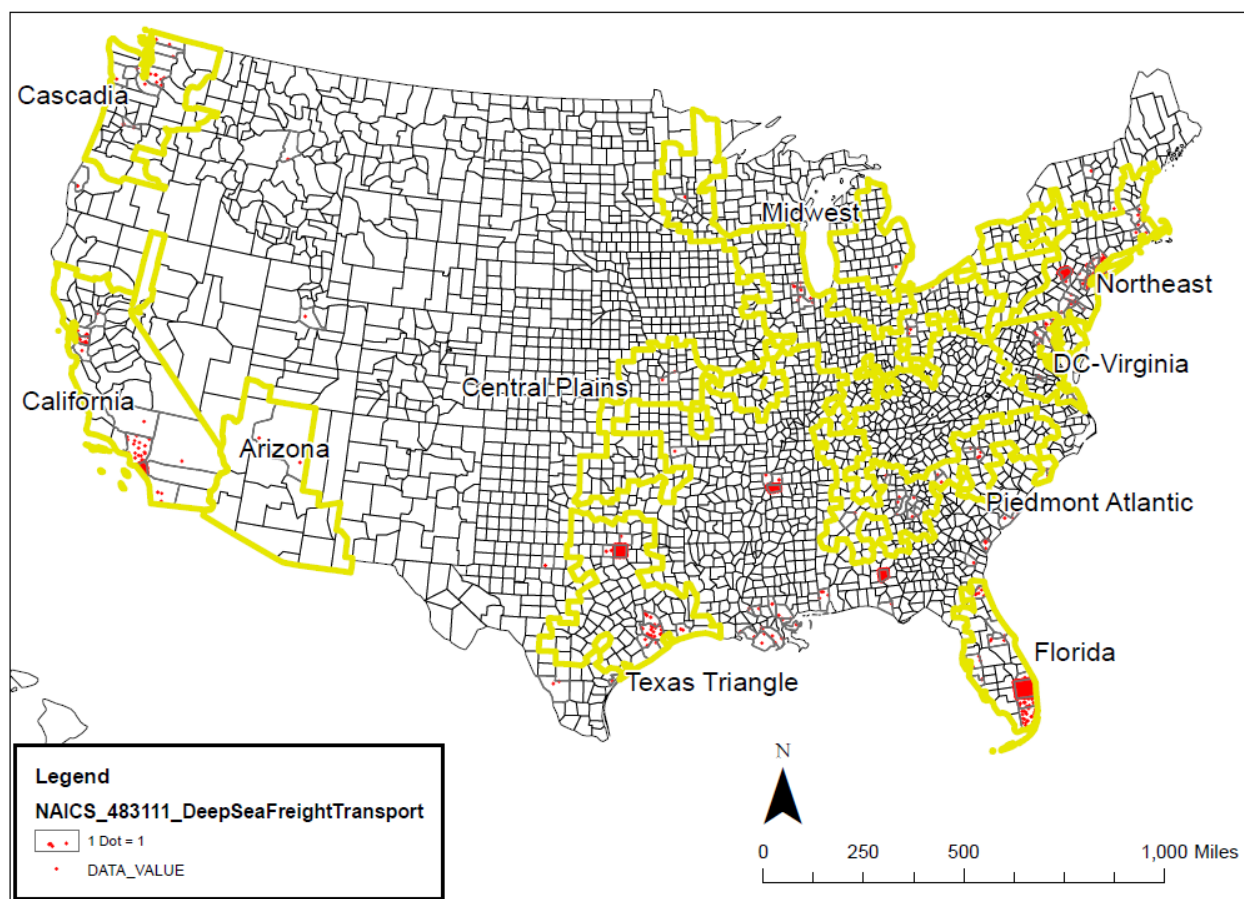 Cascadia
Midwest
Northeast
DC-Virginia
Central Plains
California
Arizona
Piedmont Atlantic
Florida
Texas Triangle
N
Legend
NAICS_483111_DeepSeaFreightTransport
1 Dot = 1
DATA_VALUE
0 250 500 1,000 Miles